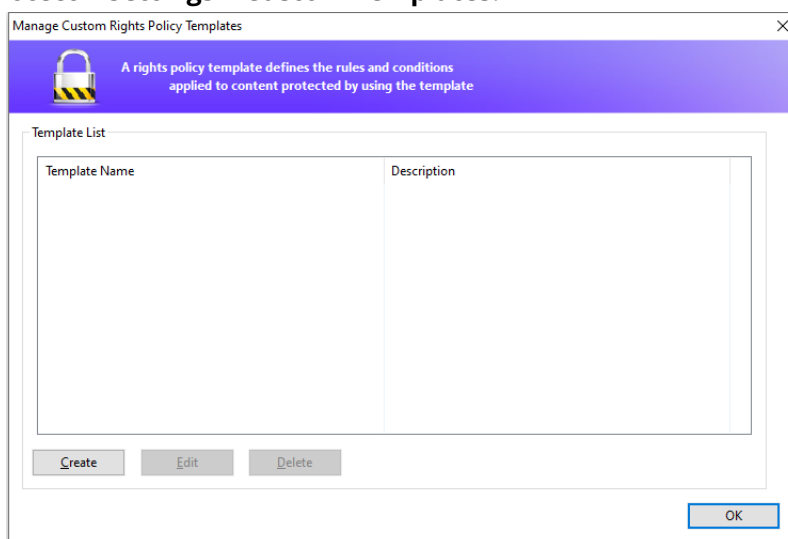 Manage Custom Rights Policy Templates
A rights policy template defines the rules and conditions
applied to content protected by using the template
Template List
Template Name Description
Create Edit Delete
OK